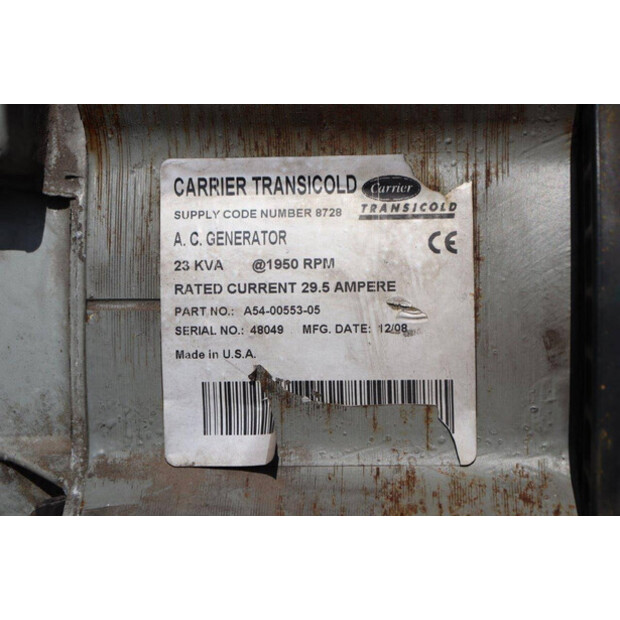 CARRIER TRANSICOLD
Carrier
TRANSICOLD
SUPPLY CODE NUMBER 8728
A. C. GENERATOR
CE
23 KVA @1950 RPM
RATED CURRENT 29.5 AMPERE
PART NO.: A54-00553-05
SERIAL NO.: 48049 MFG. DATE: 12/08
Made in U.S.A.